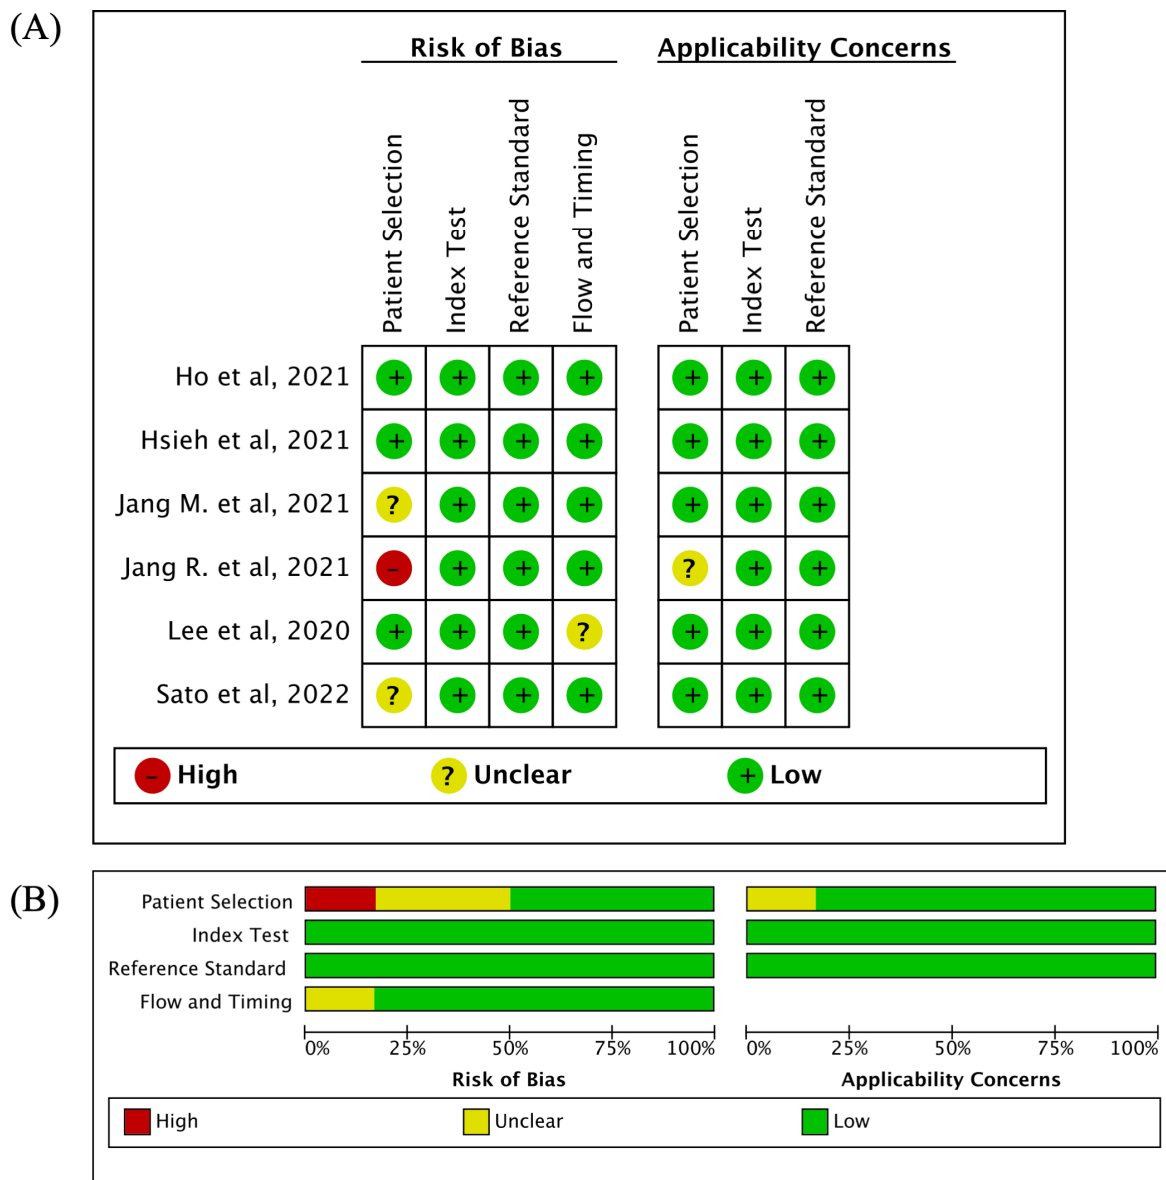 (A)
Risk of Bias Applicability Concerns
Patient Selection
Index Test
Reference Standard
Flow and Timing
Patient Selection
Index Test
Reference Standard
Ho et al, 2021 + + + + + + +
Hsieh et al, 2021 + + + + + + +
Jang M. et al, 2021 ? + + + + + +
Jang R. et al, 2021 – + + + ? + +
Lee et al, 2020 + + + ? + + +
Sato et al, 2022 ? + + + + + +
– High ? Unclear + Low
(B)
Patient Selection
Index Test
Reference Standard
Flow and Timing
0% 25% 50% 75% 100% 0% 25% 50% 75% 100%
Risk of Bias Applicability Concerns
High Unclear Low